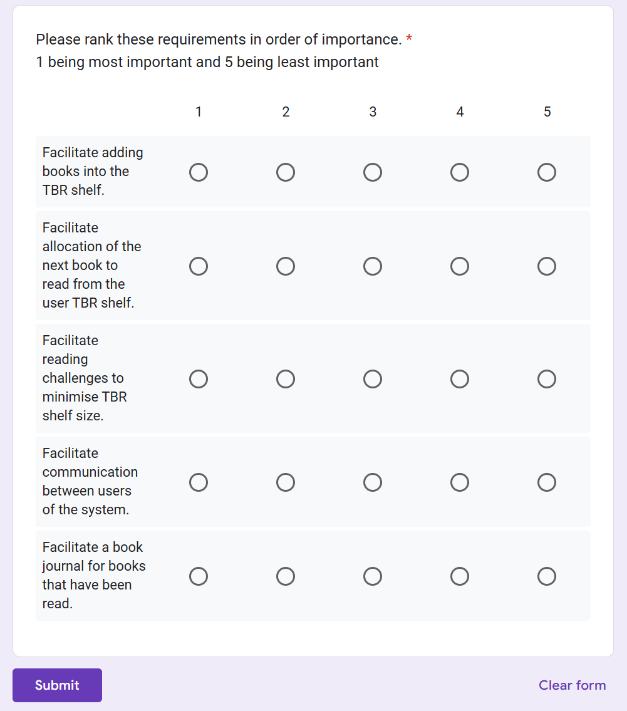 Please rank these requirements in order of importance. *
1 being most important and 5 being least important
1 2 3 4 5
Facilitate adding
books into the
TBR shelf.
Facilitate
allocation of the
next book to
read from the
user TBR shelf.
Facilitate
reading
challenges to
minimise TBR
shelf size.
Facilitate
communication
between users
of the system.
Facilitate a book
journal for books
that have been
read.
Submit
Clear form